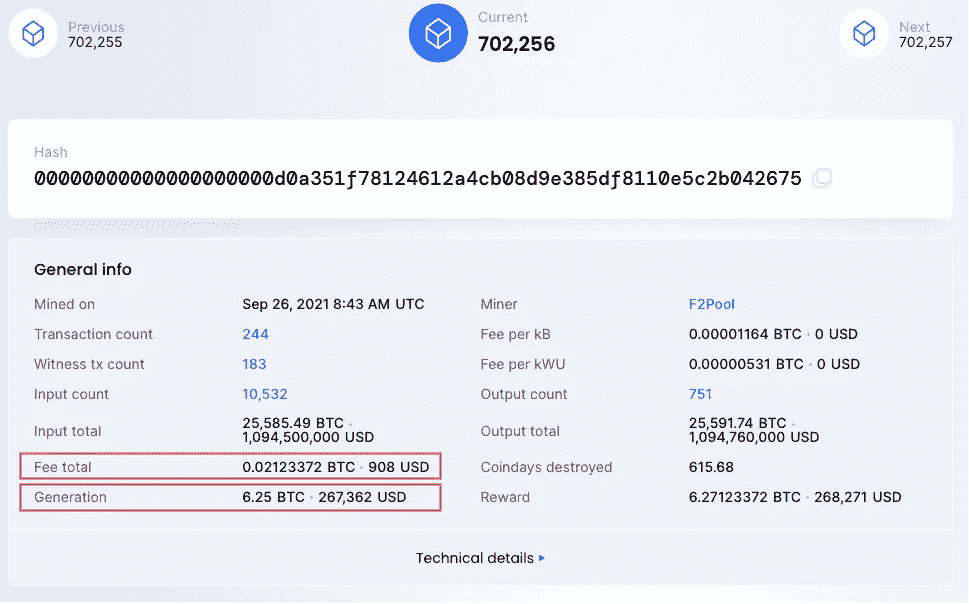 Previous
702,255
Current
702,256
Next
702,257
Hash
00000000000000000000d0a351f78124612a4cb08d9e385df8110e5c2b042675
General info
Mined on Sep 26, 2021 8:43 AM UTC
Miner F2Pool
Transaction count 244
Fee per kB 0.00001164 BTC · 0 USD
Witness tx count 183
Fee per kWU 0.00000531 BTC · 0 USD
Input count 10,532
Output count 751
Input total 25,585.49 BTC ·
1,094,500,000 USD
Output total 25,591.74 BTC ·
1,094,760,000 USD
Fee total 0.02123372 BTC · 908 USD
Coindays destroyed 615.68
Generation 6.25 BTC · 267,362 USD
Reward 6.27123372 BTC · 268,271 USD
Technical details